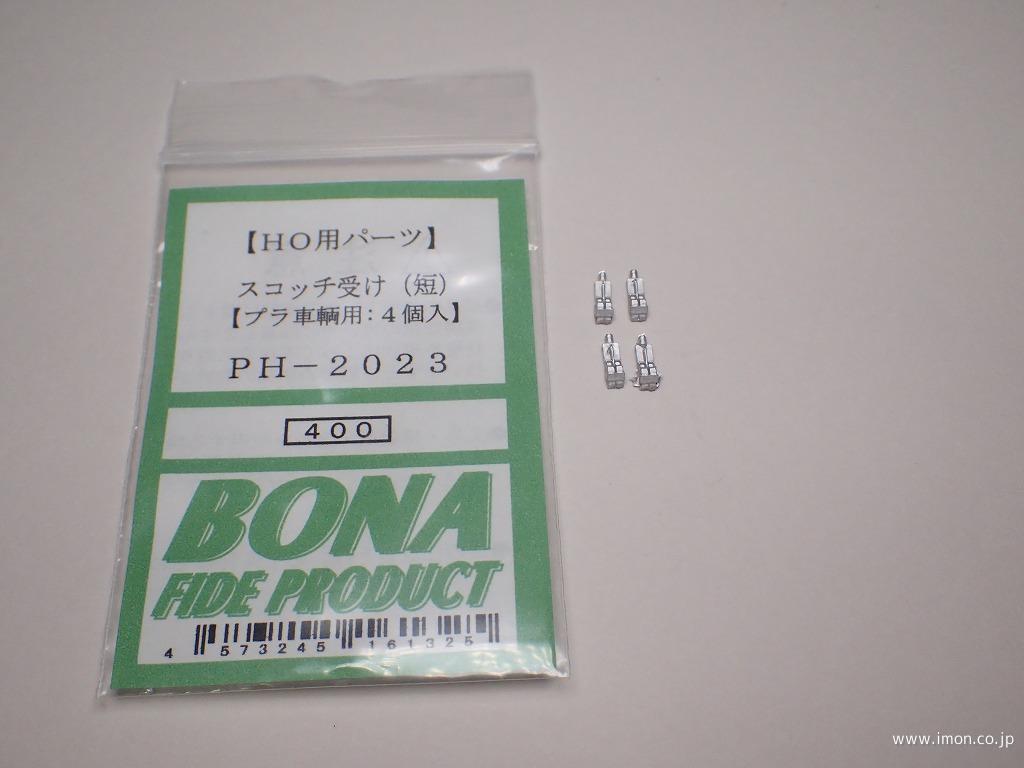 【ＨＯ用パーツ】
スコッチ受け（短）
【プラ車輌用：４個入】
ＰＨ－２０２３
４００
BONA
FIDE PRODUCT
4 573245 161325
www.imon.co.jp